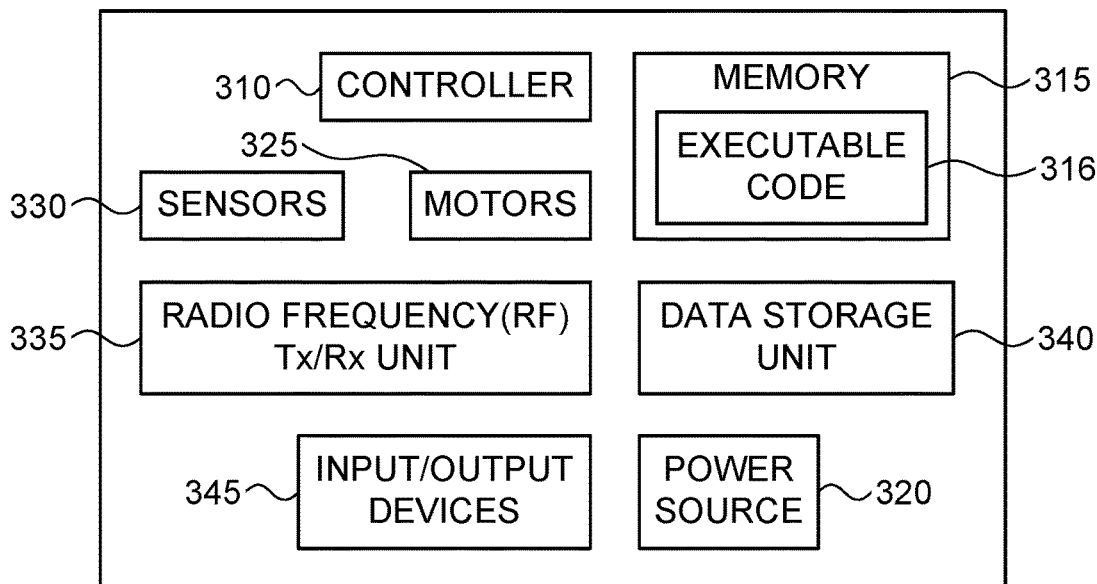 310
CONTROLLER
MEMORY
315
EXECUTABLE
CODE
316
325
330
SENSORS
MOTORS
335
RADIO FREQUENCY(RF)
Tx/Rx UNIT
DATA STORAGE
UNIT
340
345
INPUT/OUTPUT
DEVICES
POWER
SOURCE
320